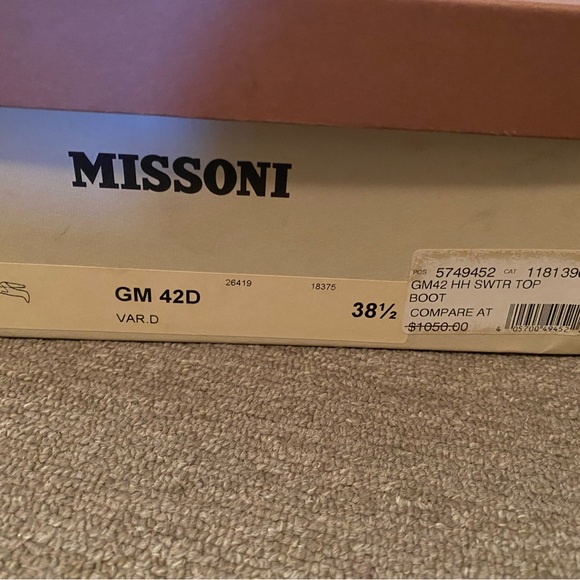 MISSONI
GM 42D
VAR.D
26419
18375
38½
POS 5749452 CAT
GM42 HH SWTR TOP
BOOT
COMPARE AT
$1050.00